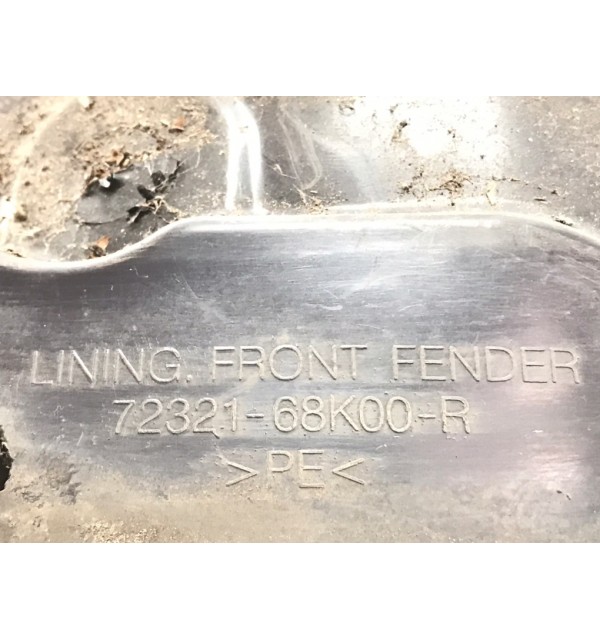 LINING, FRONT FENDER
72321-68K00-R
>PE<